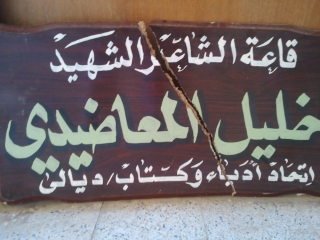 قاعة الشاعر الشهيد
خليل المعاضيدي
اتحاد أدباء وكتاب/ ديالى